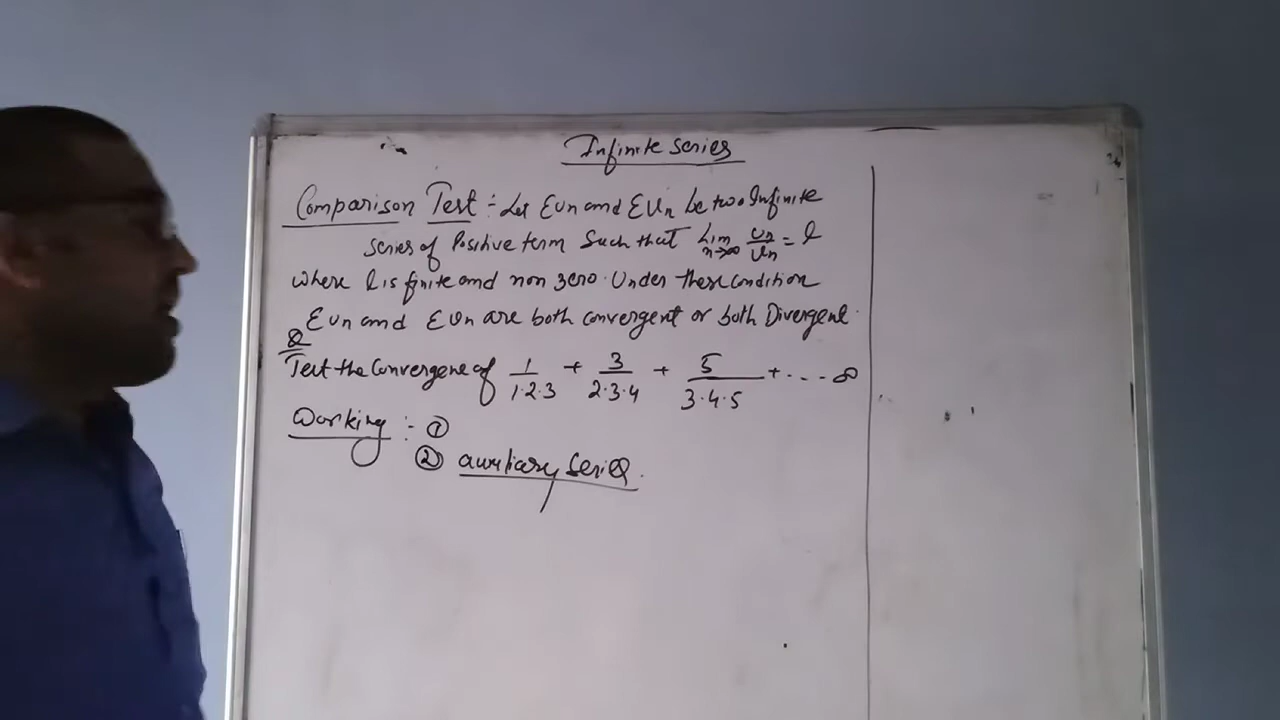 Infinite series
Comparison Test :- Let Σun and Σvn be two Infinite
series of Positive term Such that Lim n→∞ un/vn = l
where l is finite and non zero. Under these condition
Σun and Σvn are both convergent or both Divergent.
Q
Test the Convergene of 1/1·2·3 + 3/2·3·4 + 5/3·4·5 + ... ∞
Working :- ①
② auxiliary series.